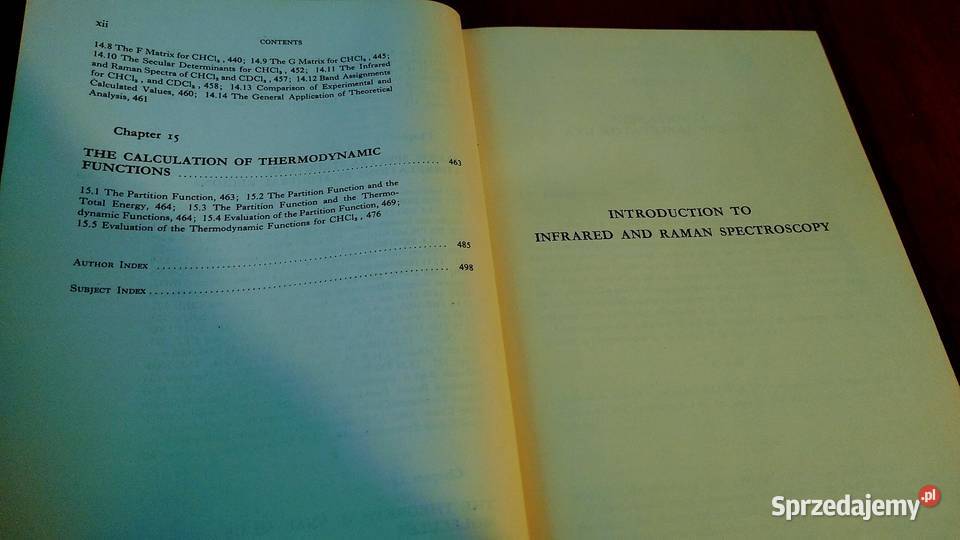 xii
CONTENTS
14.8 The F Matrix for CHCl₃, 440; 14.9 The G Matrix for CHCl₃, 445;
14.10 The Secular Determinants for CHCl₃, 452; 14.11 The Infrared
and Raman Spectra of CHCl₃ and CDCl₃, 457; 14.12 Band Assignments
for CHCl₃, and CDCl₃, 458; 14.13 Comparison of Experimental and
Calculated Values, 460; 14.14 The General Application of Theoretical
Analysis, 461
Chapter 15
THE CALCULATION OF THERMODYNAMIC
FUNCTIONS ........ 463
15.1 The Partition Function, 463; 15.2 The Partition Function and the
Total Energy, 464; 15.3 The Partition Function and the Thermo-
dynamic Functions, 464; 15.4 Evaluation of the Partition Function, 469;
15.5 Evaluation of the Thermodynamic Functions for CHCl₃, 476
AUTHOR INDEX ........ 485
SUBJECT INDEX ........ 498
INTRODUCTION TO
INFRARED AND RAMAN SPECTROSCOPY
Sprzedajemy.pl